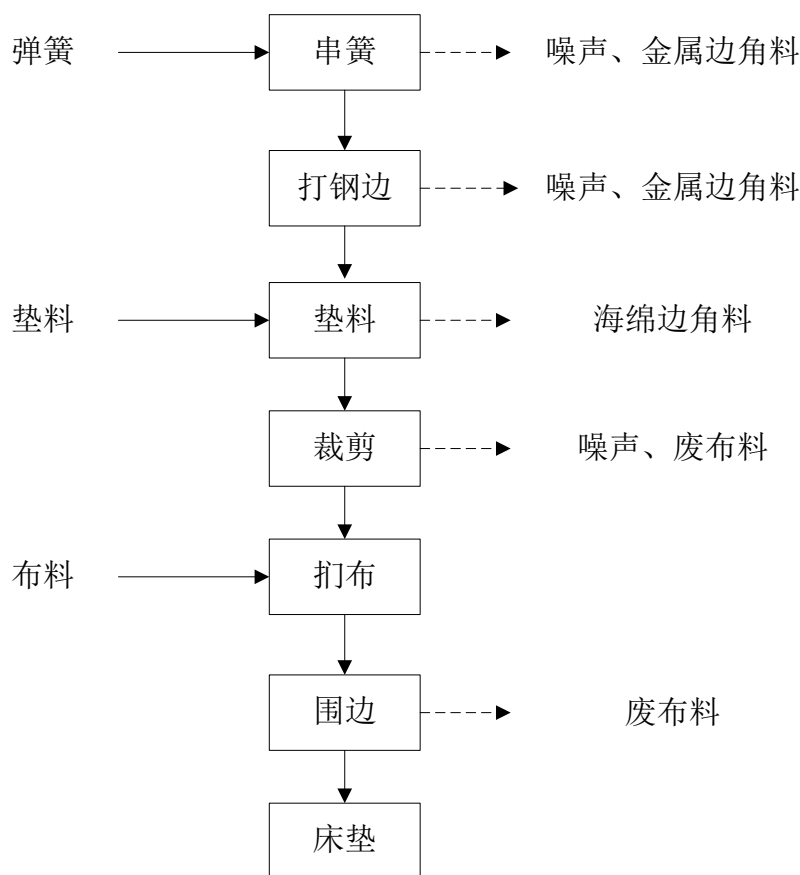 弹簧 串簧 噪声、金属边角料
打钢边 噪声、金属边角料
垫料 垫料 海绵边角料
裁剪 噪声、废布料
布料 扪布
围边 废布料
床垫